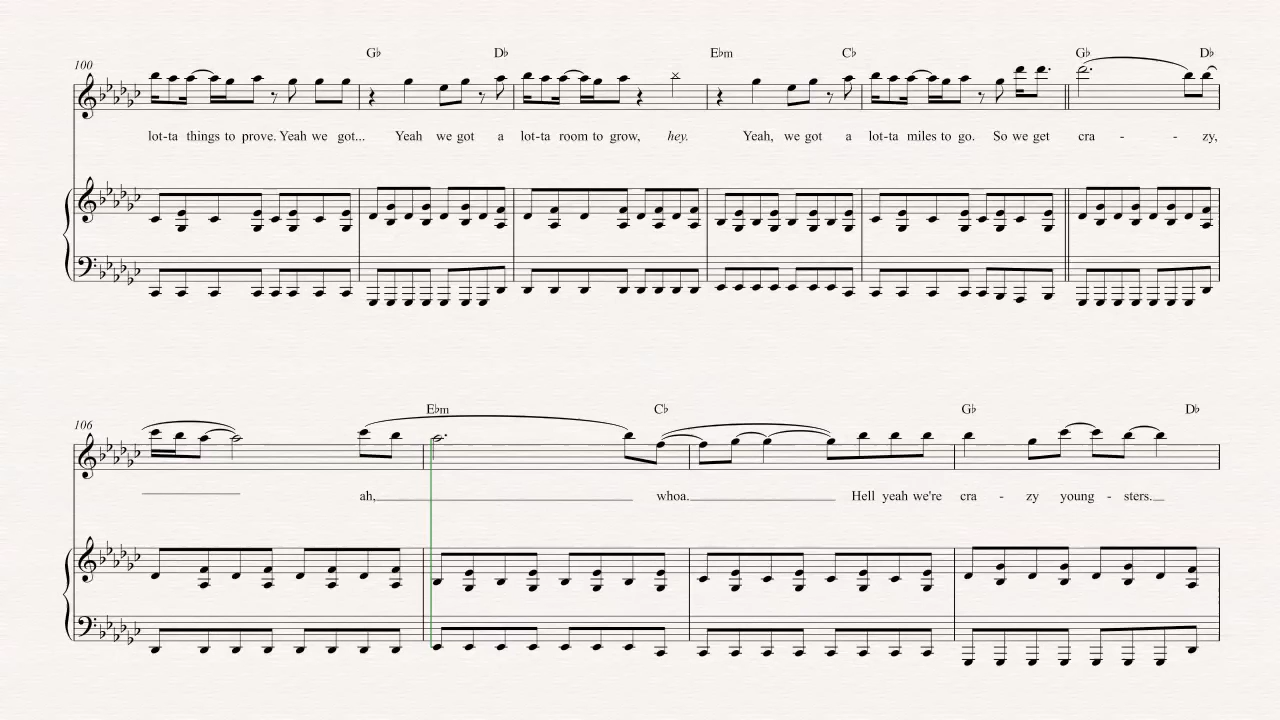 G♭ D♭ E♭m C♭ G♭ D♭
100
lot-ta things to prove. Yeah we got... Yeah we got a lot-ta room to grow, hey. Yeah, we got a lot-ta miles to go. So we get cra - - zy,
E♭m C♭ G♭ D♭
106
ah, whoa. Hell yeah we're cra - zy young - sters.